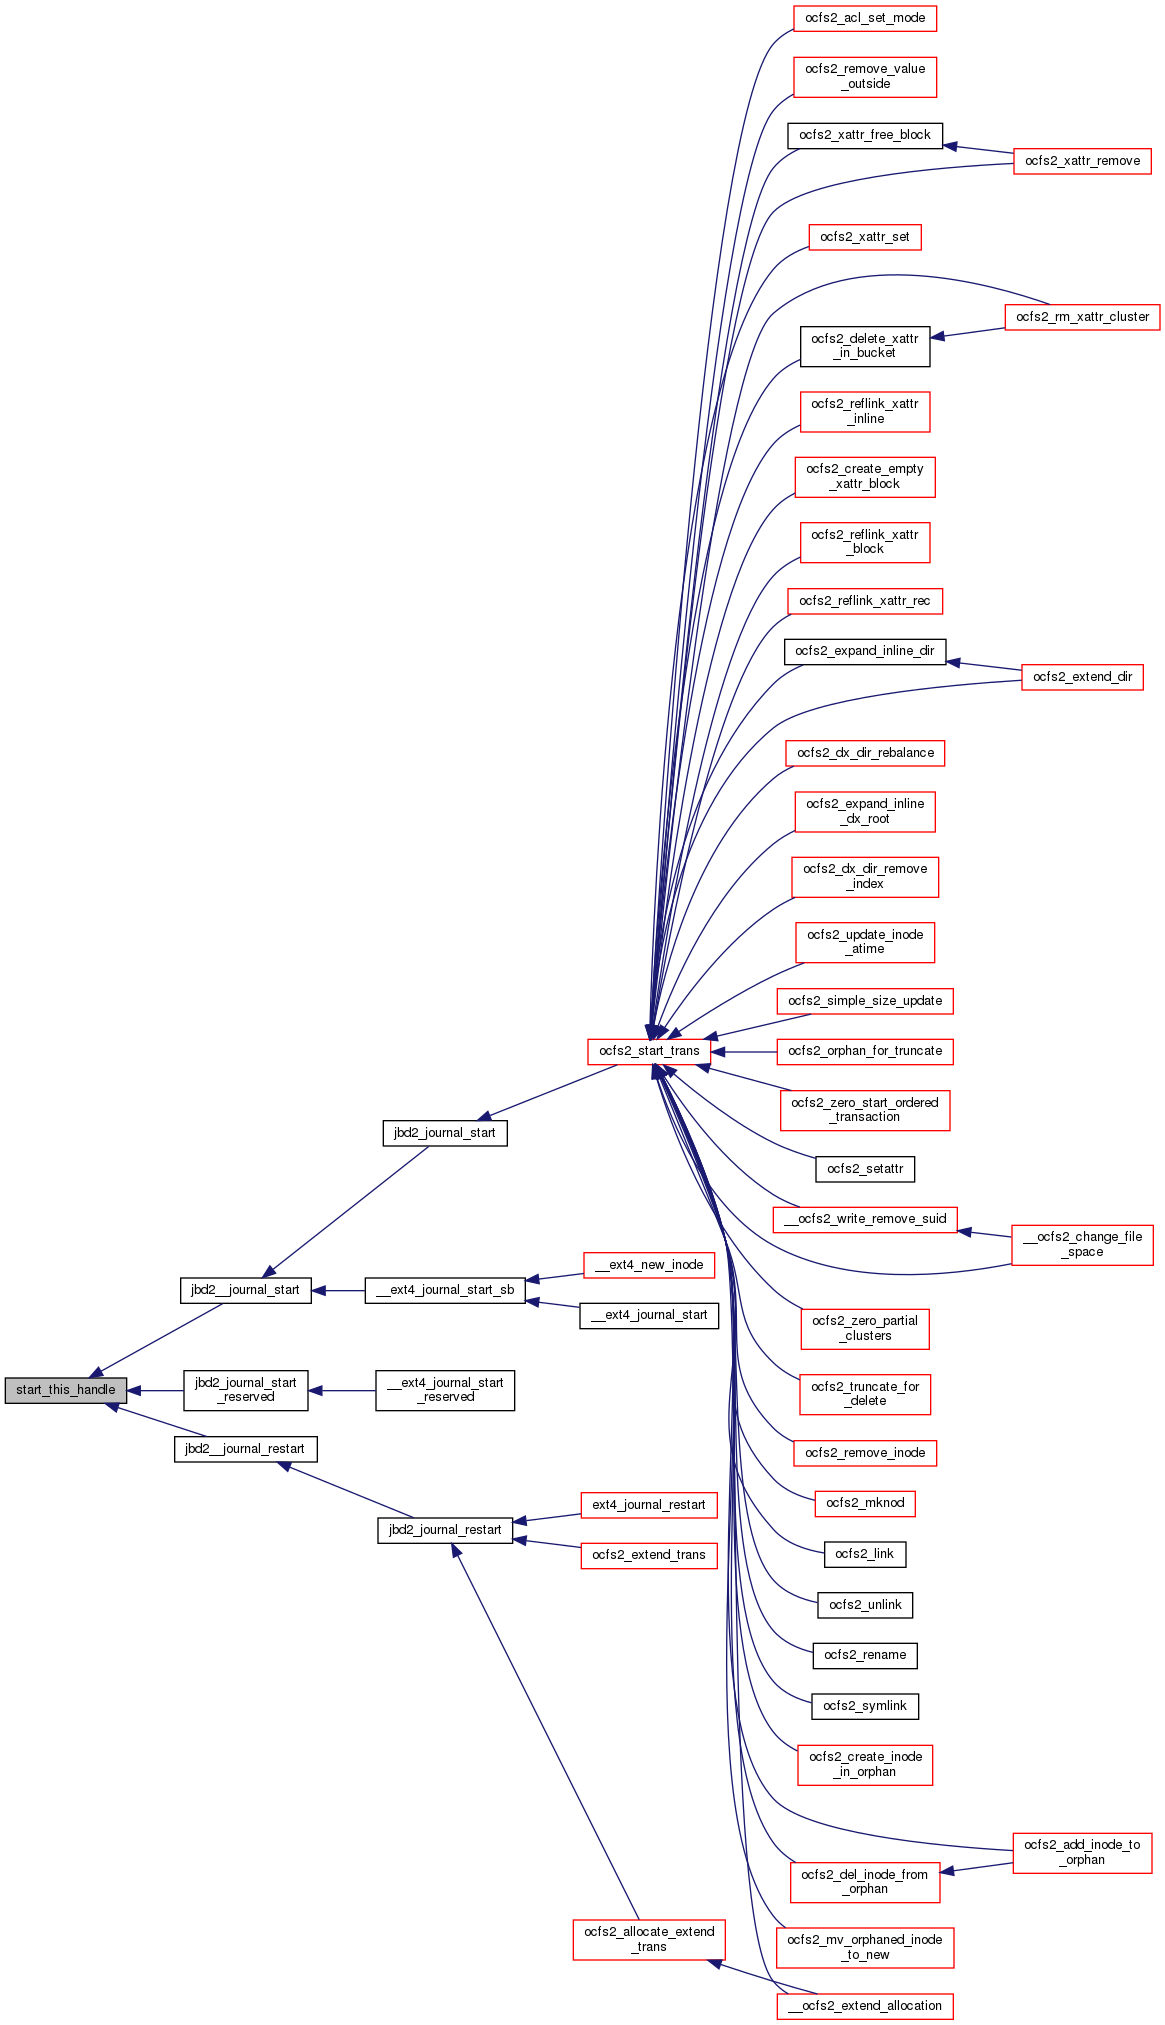 ocfs2_acl_set_mode
ocfs2_remove_value
_outside
ocfs2_xattr_free_block
ocfs2_xattr_remove
ocfs2_xattr_set
ocfs2_rm_xattr_cluster
ocfs2_delete_xattr
_in_bucket
ocfs2_reflink_xattr
_inline
ocfs2_create_empty
_xattr_block
ocfs2_reflink_xattr
_block
ocfs2_reflink_xattr_rec
ocfs2_expand_inline_dir
ocfs2_extend_dir
ocfs2_dx_dir_rebalance
ocfs2_expand_inline
_dx_root
ocfs2_dx_dir_remove
_index
ocfs2_update_inode
_atime
ocfs2_simple_size_update
ocfs2_start_trans
ocfs2_orphan_for_truncate
ocfs2_zero_start_ordered
_transaction
jbd2_journal_start
ocfs2_setattr
__ocfs2_write_remove_suid
__ocfs2_change_file
_space
__ext4_new_inode
jbd2__journal_start
__ext4_journal_start_sb
__ext4_journal_start
ocfs2_zero_partial
_clusters
start_this_handle
jbd2_journal_start
_reserved
__ext4_journal_start
_reserved
ocfs2_truncate_for
_delete
jbd2__journal_restart
ocfs2_remove_inode
ocfs2_mknod
ext4_journal_restart
jbd2_journal_restart
ocfs2_extend_trans
ocfs2_link
ocfs2_unlink
ocfs2_rename
ocfs2_symlink
ocfs2_create_inode
_in_orphan
ocfs2_add_inode_to
_orphan
ocfs2_del_inode_from
_orphan
ocfs2_allocate_extend
_trans
ocfs2_mv_orphaned_inode
_to_new
__ocfs2_extend_allocation